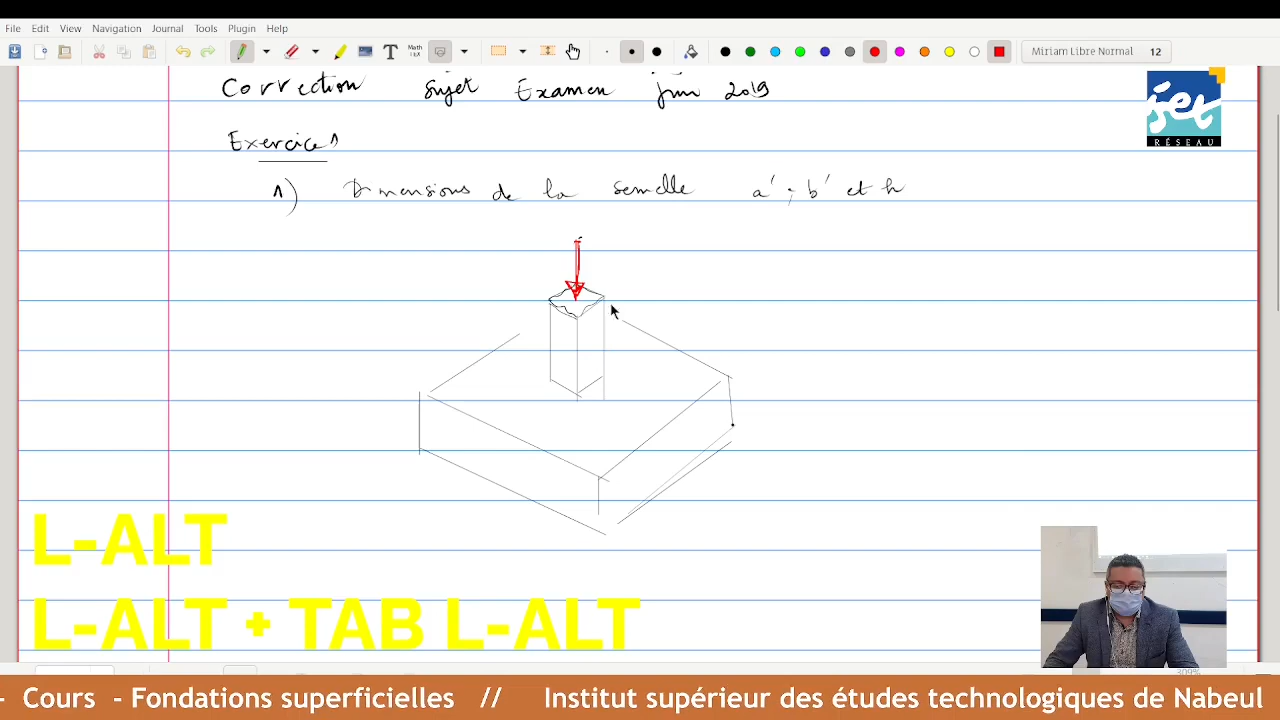 File Edit View Navigation Journal Tools Plugin Help
Miriam Libre Normal 12
Correction sujet Examen juin 2019
iset
RÉSEAU
Exercice 1
1) Dimensions de la semelle a' ; b' et h
L-ALT
L-ALT + TAB L-ALT
309%
- Cours - Fondations superficielles // Institut supérieur des études technologiques de Nabeul